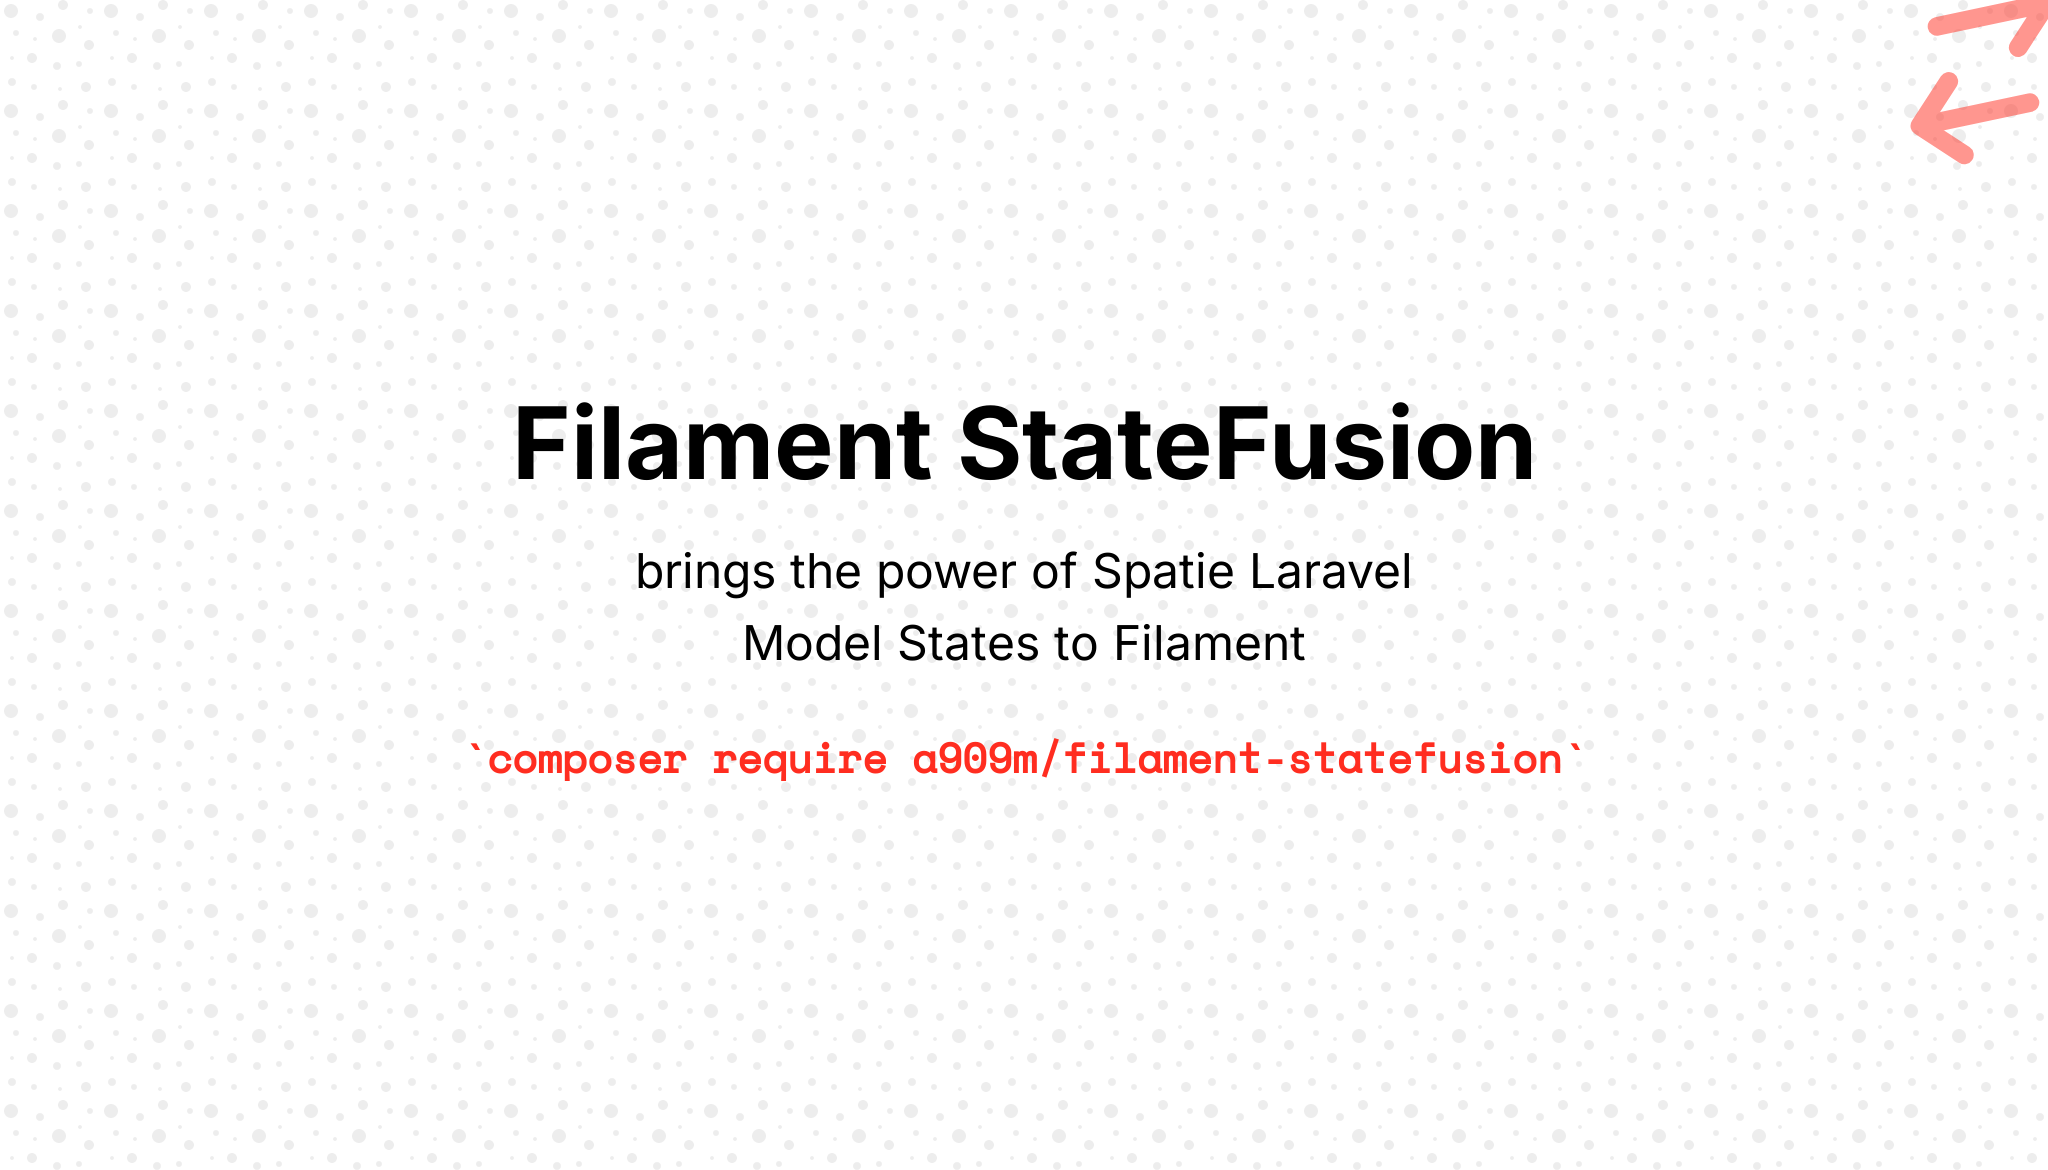 Filament StateFusion
brings the power of Spatie Laravel
Model States to Filament
`composer require a909m/filament-statefusion`